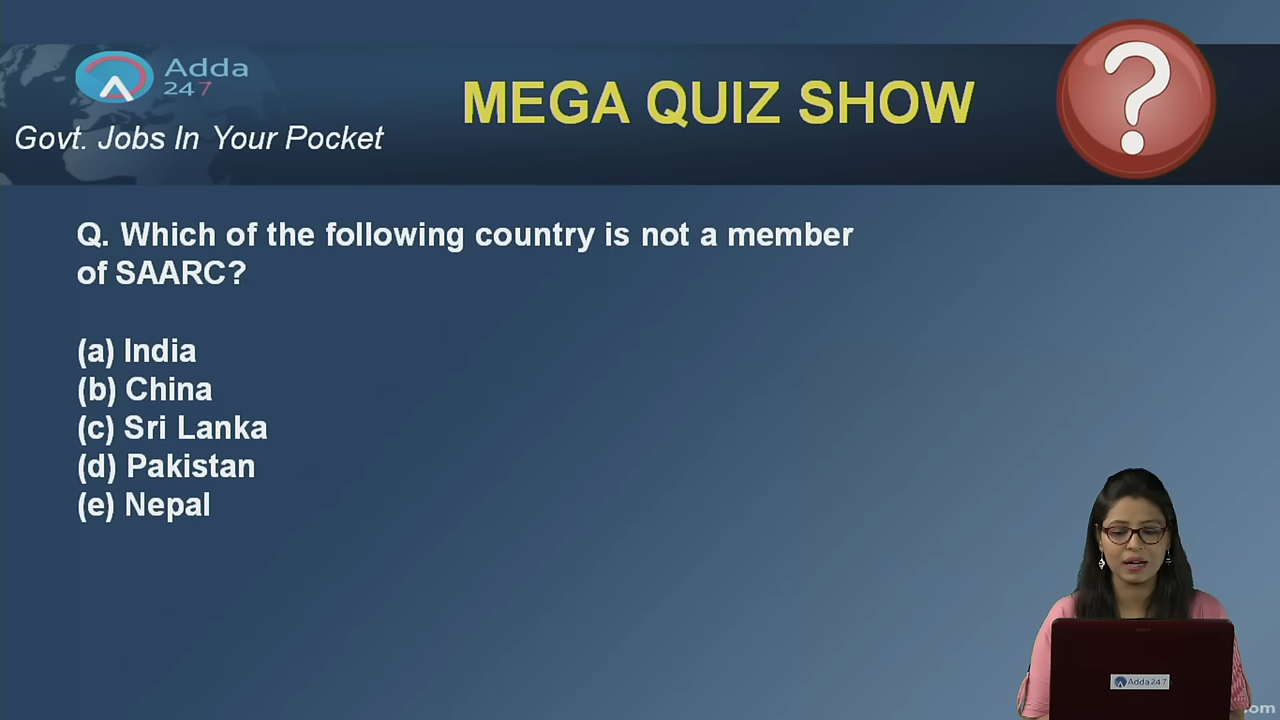 Adda
247
Govt. Jobs In Your Pocket
MEGA QUIZ SHOW
?
Q. Which of the following country is not a member
of SAARC?
(a) India
(b) China
(c) Sri Lanka
(d) Pakistan
(e) Nepal
Adda247
om